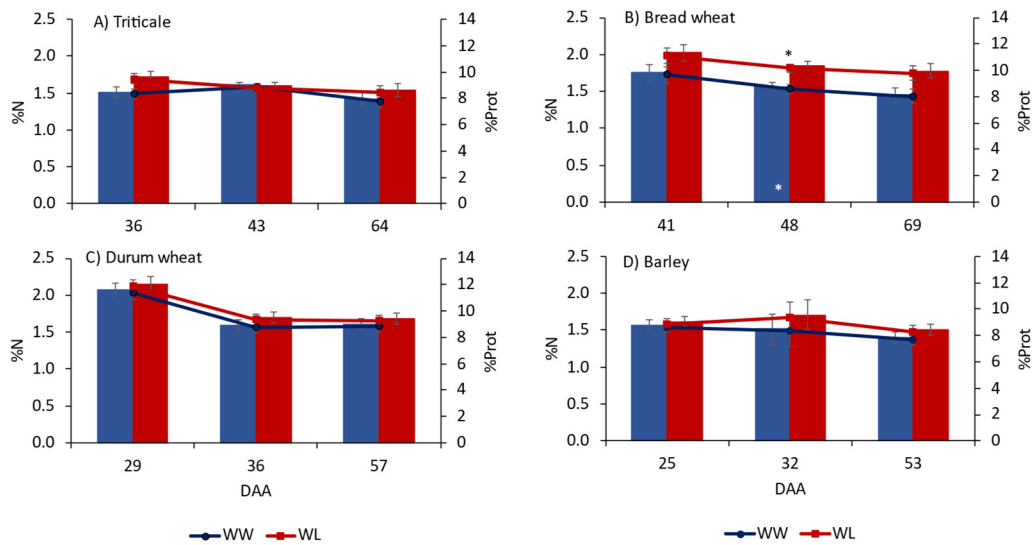 A) Triticale
2.5
2.0
1.5
1.0
0.5
0.0
%N
14
12
10
8
6
4
2
0
%Prot
36 43 64
B) Bread wheat
2.5
2.0
1.5
1.0
0.5
0.0
%N
14
12
10
8
6
4
2
0
%Prot
*
*
41 48 69
C) Durum wheat
2.5
2.0
1.5
1.0
0.5
0.0
%N
14
12
10
8
6
4
2
0
%Prot
29 36 57
DAA
D) Barley
2.5
2.0
1.5
1.0
0.5
0.0
%N
14
12
10
8
6
4
2
0
%Prot
25 32 53
DAA
WW WL
WW WL